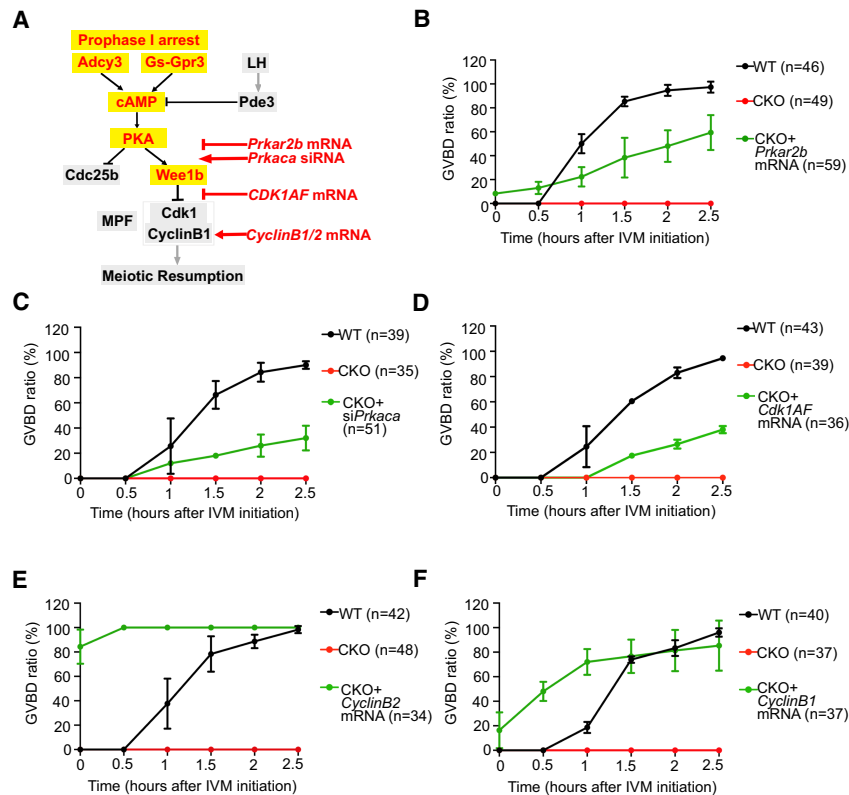 A
Prophase I arrest
Adcy3 Gs-Gpr3 LH
cAMP Pde3
PKA
Prkar2b mRNA
Prkaca siRNA
Cdc25b Wee1b
CDK1AF mRNA
MPF Cdk1
CyclinB1 CyclinB1/2 mRNA
Meiotic Resumption
B
GVBD ratio (%)
120
100
80
60
40
20
0
0 0.5 1 1.5 2 2.5
Time (hours after IVM initiation)
WT (n=46)
CKO (n=49)
CKO+
Prkar2b
mRNA (n=59)
C
GVBD ratio (%)
120
100
80
60
40
20
0
0 0.5 1 1.5 2 2.5
Time (hours after IVM initiation)
WT (n=39)
CKO (n=35)
CKO+
siPrkaca
(n=51)
D
GVBD ratio (%)
120
100
80
60
40
20
0
0 0.5 1 1.5 2 2.5
Time (hours after IVM initiation)
WT (n=43)
CKO (n=39)
CKO+
Cdk1AF
mRNA (n=36)
E
GVBD ratio (%)
120
100
80
60
40
20
0
0 0.5 1 1.5 2 2.5
Time (hours after IVM initiation)
WT (n=42)
CKO (n=48)
CKO+
CyclinB2
mRNA (n=34)
F
GVBD ratio (%)
120
100
80
60
40
20
0
0 0.5 1 1.5 2 2.5
Time (hours after IVM initiation)
WT (n=40)
CKO (n=37)
CKO+
CyclinB1
mRNA (n=37)